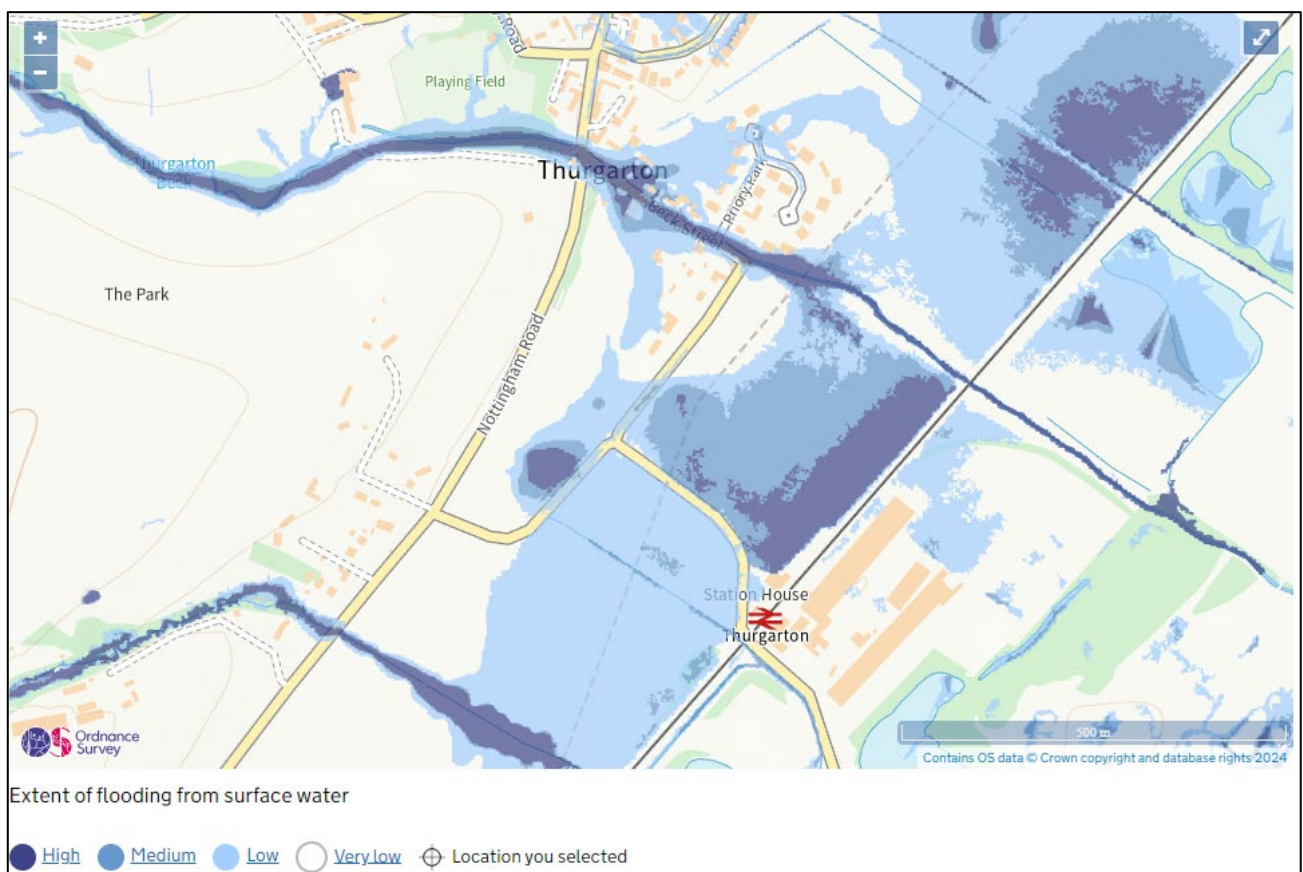 +
−
Road
Road
Playing Field
Thurgarton
Beck
Thurgarton
Beck Street
Priory Park
The Park
Nottingham Road
Station House
Thurgarton
Ordnance
Survey
500 m
Contains OS data © Crown copyright and database rights 2024
Extent of flooding from surface water
High Medium Low Very low Location you selected